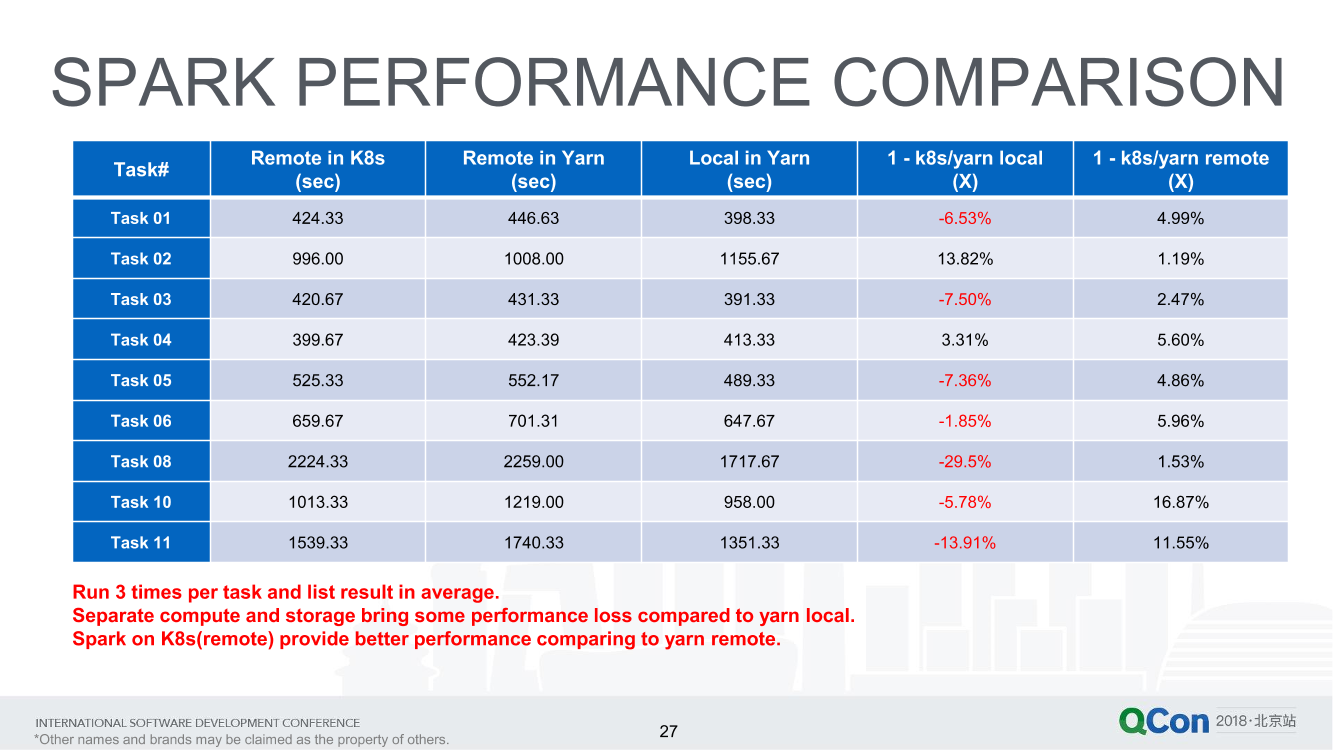 SPARK PERFORMANCE COMPARISON
Task# Remote in K8s (sec) Remote in Yarn (sec) Local in Yarn (sec) 1 - k8s/yarn local (X) 1 - k8s/yarn remote (X)
Task 01 424.33 446.63 398.33 -6.53% 4.99%
Task 02 996.00 1008.00 1155.67 13.82% 1.19%
Task 03 420.67 431.33 391.33 -7.50% 2.47%
Task 04 399.67 423.39 413.33 3.31% 5.60%
Task 05 525.33 552.17 489.33 -7.36% 4.86%
Task 06 659.67 701.31 647.67 -1.85% 5.96%
Task 08 2224.33 2259.00 1717.67 -29.5% 1.53%
Task 10 1013.33 1219.00 958.00 -5.78% 16.87%
Task 11 1539.33 1740.33 1351.33 -13.91% 11.55%
Run 3 times per task and list result in average.
Separate compute and storage bring some performance loss compared to yarn local.
Spark on K8s(remote) provide better performance comparing to yarn remote.
INTERNATIONAL SOFTWARE DEVELOPMENT CONFERENCE
*Other names and brands may be claimed as the property of others.
27
QCon 2018·北京站